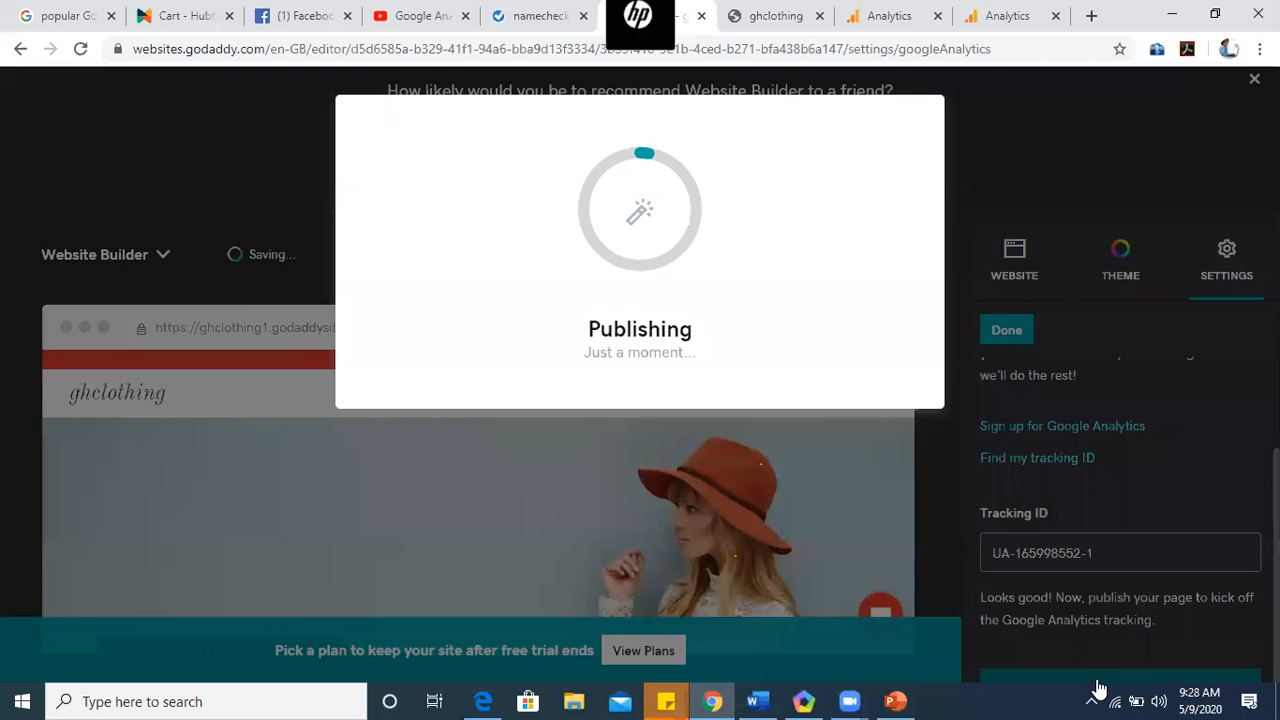 popular G
Cart - Publishing
(1) Faceboo
Google Ana
namecheck
ghclothing
Analytics
Analytics
hp
websites.godaddy.com/en-GB/editor/d5d6585a-b329-41f1-94a6-bba9d13f3334/
-4ced-b271-bfa438b6a147/settings/googleAnalytics
How likely would you be to recommend Website Builder to a friend?
Website Builder
Saving...
WEBSITE
THEME
SETTINGS
Publishing
Just a moment...
https://ghclothing1.godaddysit
Done
we'll do the rest!
ghclothing
Sign up for Google Analytics
Find my tracking ID
Tracking ID
UA-165998552-1
Looks good! Now, publish your page to kick off
the Google Analytics tracking.
Pick a plan to keep your site after free trial ends
View Plans
Type here to search
9:28 AM
5/9/2020